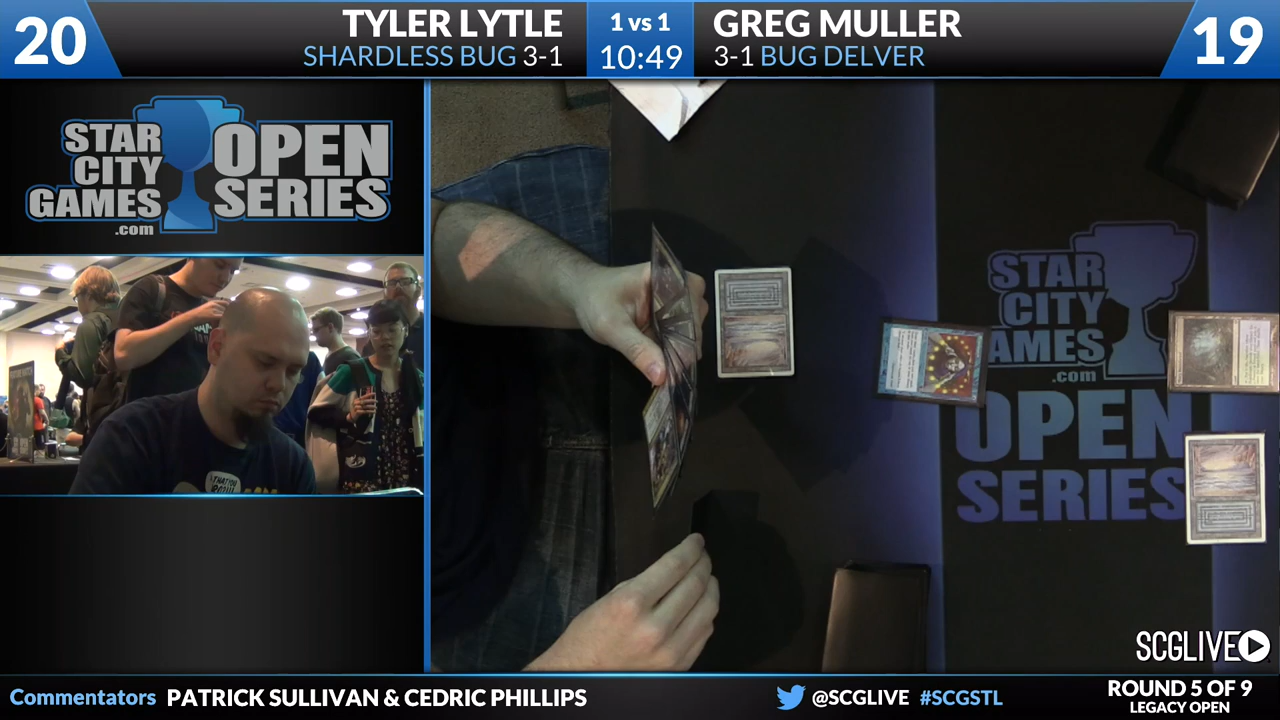 20
TYLER LYTLE
SHARDLESS BUG 3-1
1 vs 1
10:49
GREG MULLER
3-1 BUG DELVER
19
STAR
CITY
GAMES
.com
OPEN
SERIES
STAR
CITY
GAMES
.com
OPEN
SERIES
SCGLIVE
Commentators PATRICK SULLIVAN & CEDRIC PHILLIPS
@SCGLIVE #SCGSTL
ROUND 5 OF 9
LEGACY OPEN